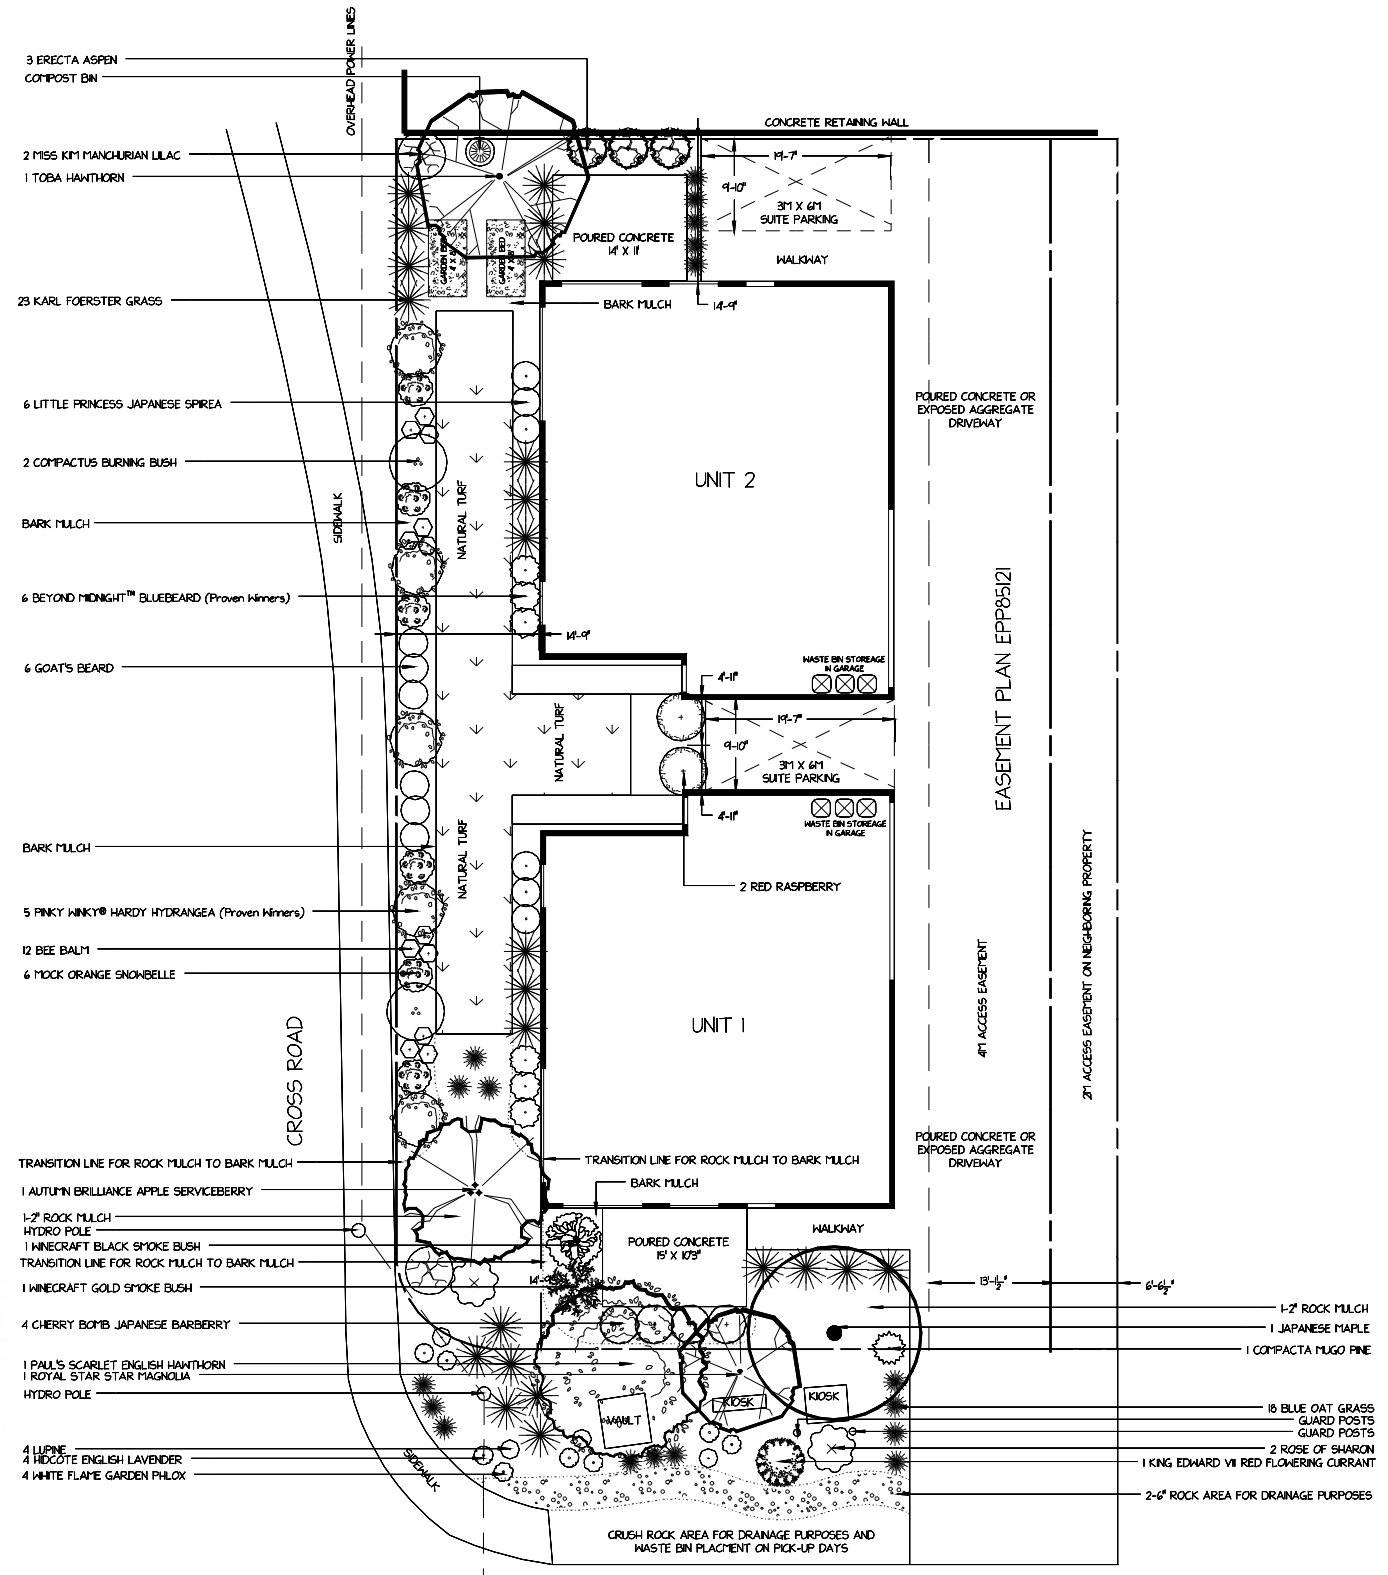 OVERHEAD POWER LINES
3 ERECTA ASPEN
COMPOST BIN
CONCRETE RETAINING WALL
2 MISS KIM MANCHURIAN LILAC
1 TOBA HAWTHORN
19'-7"
9'-10"
3M X 6M
SUITE PARKING
POURED CONCRETE
14' X 11'
WALKWAY
GARDEN BED
4' X 8'
GARDEN BED
4' X 8'
23 KARL FOERSTER GRASS
BARK MULCH
14'-9"
6 LITTLE PRINCESS JAPANESE SPIREA
POURED CONCRETE OR
EXPOSED AGGREGATE
DRIVEWAY
2 COMPACTUS BURNING BUSH
UNIT 2
SIDEWALK
NATURAL TURF
BARK MULCH
6 BEYOND MIDNIGHT™ BLUEBEARD (Proven Winners)
14'-9"
EASEMENT PLAN EPP85121
6 GOAT'S BEARD
WASTE BIN STOREAGE
IN GARAGE
4'-11"
19'-7"
NATURAL TURF
9'-10"
3M X 6M
SUITE PARKING
4'-11"
WASTE BIN STOREAGE
IN GARAGE
BARK MULCH
NATURAL TURF
2 RED RASPBERRY
5 PINKY WINKY® HARDY HYDRANGEA (Proven Winners)
12 BEE BALM
6 MOCK ORANGE SNOWBELLE
2M ACCESS EASEMENT ON NEIGHBORING PROPERTY
4M ACCESS EASEMENT
UNIT 1
CROSS ROAD
POURED CONCRETE OR
EXPOSED AGGREGATE
DRIVEWAY
TRANSITION LINE FOR ROCK MULCH TO BARK MULCH
TRANSITION LINE FOR ROCK MULCH TO BARK MULCH
BARK MULCH
1 AUTUMN BRILLIANCE APPLE SERVICEBERRY
1-2" ROCK MULCH
HYDRO POLE
WALKWAY
1 WINECRAFT BLACK SMOKE BUSH
POURED CONCRETE
15' X 10'3"
TRANSITION LINE FOR ROCK MULCH TO BARK MULCH
14'-9"
13'-1½"
6'-6½"
1 WINECRAFT GOLD SMOKE BUSH
1-2" ROCK MULCH
4 CHERRY BOMB JAPANESE BARBERRY
1 JAPANESE MAPLE
1 COMPACTA MUGO PINE
1 PAUL'S SCARLET ENGLISH HAWTHORN
1 ROYAL STAR STAR MAGNOLIA
HYDRO POLE
KIOSK
KIOSK
VAULT
18 BLUE OAT GRASS
GUARD POSTS
GUARD POSTS
4 LUPINE
4 HIDCOTE ENGLISH LAVENDER
4 WHITE FLAME GARDEN PHLOX
SIDEWALK
2 ROSE OF SHARON
1 KING EDWARD VII RED FLOWERING CURRANT
2-6" ROCK AREA FOR DRAINAGE PURPOSES
CRUSH ROCK AREA FOR DRAINAGE PURPOSES AND
WASTE BIN PLACMENT ON PICK-UP DAYS